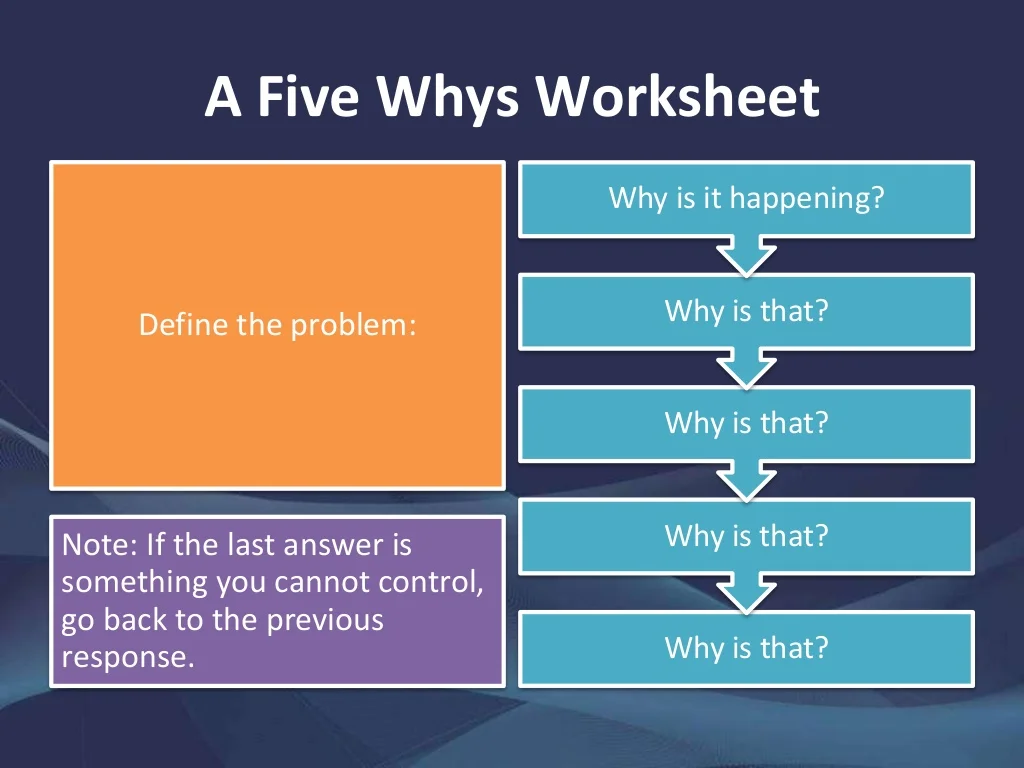 A Five Whys Worksheet
Define the problem:
Note: If the last answer is
something you cannot control,
go back to the previous
response.
Why is it happening?
Why is that?
Why is that?
Why is that?
Why is that?